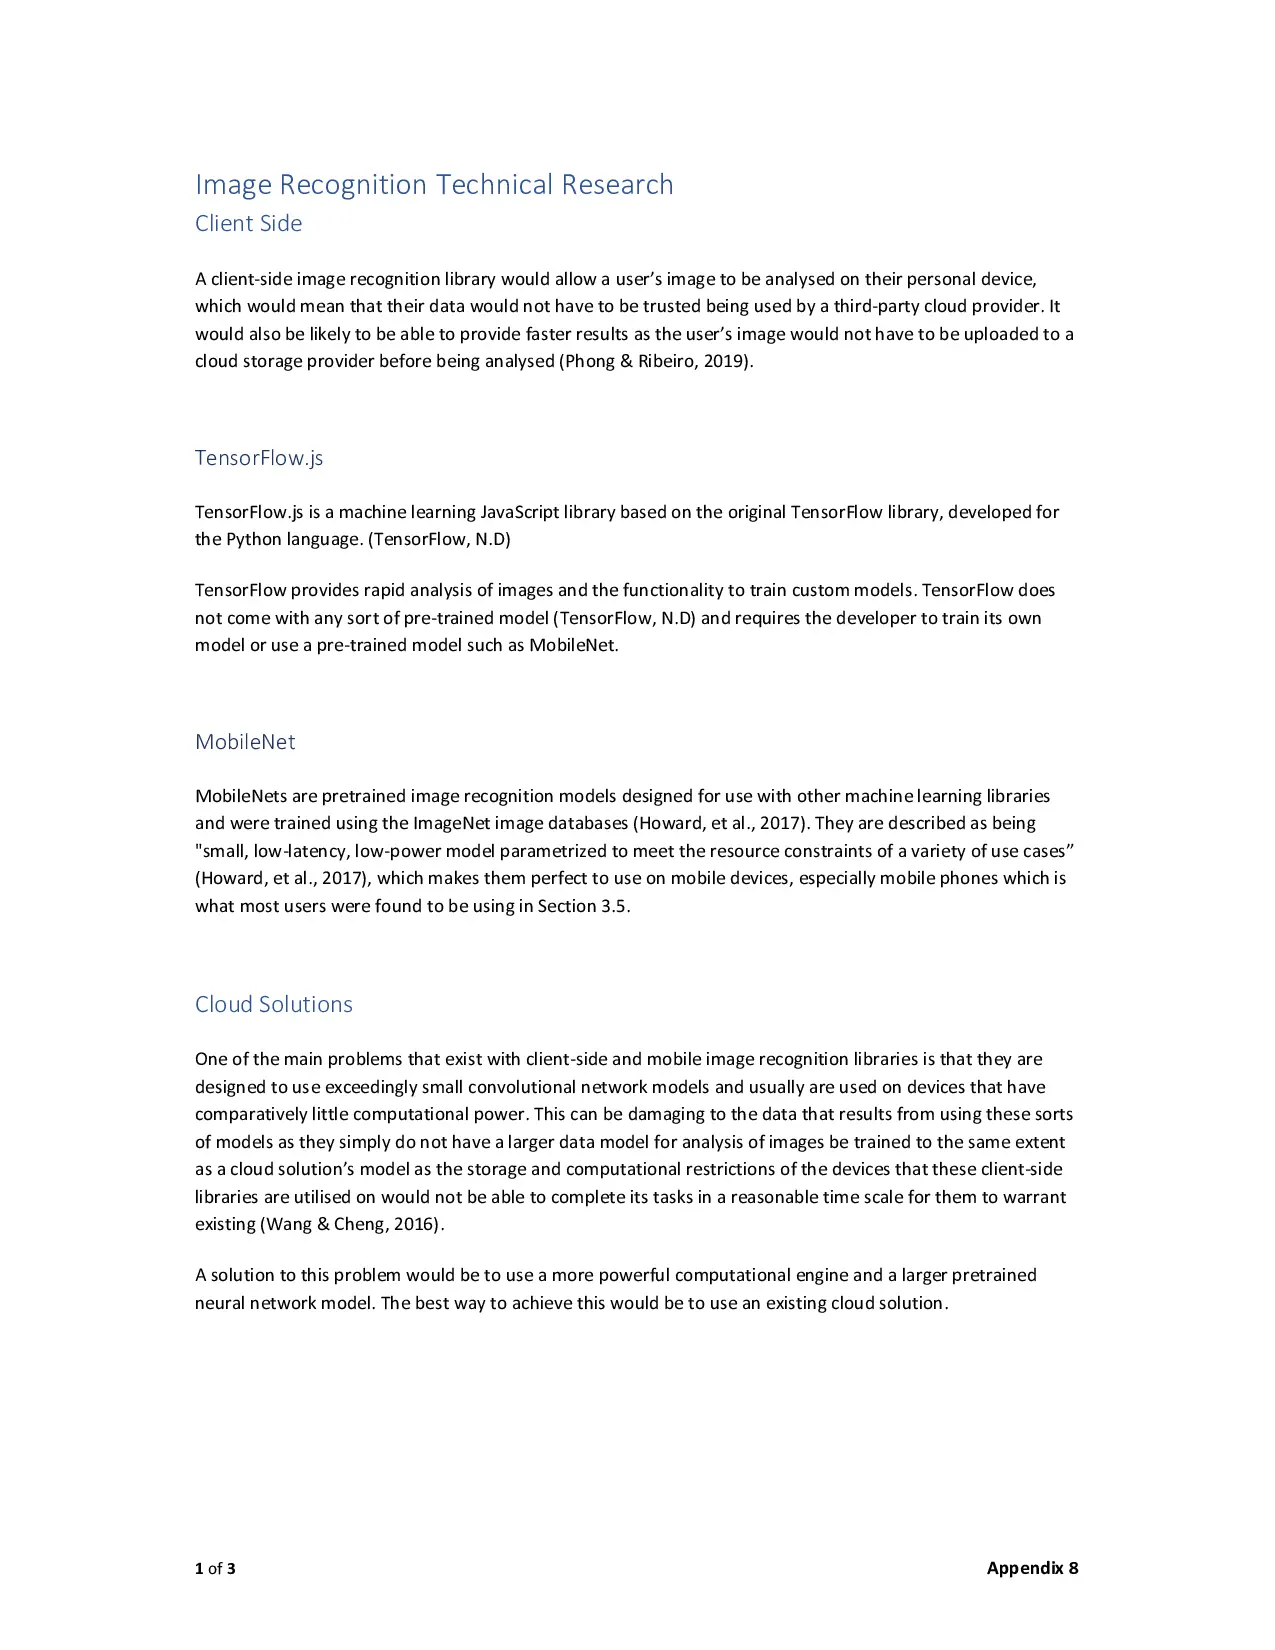 Image Recognition Technical Research
Client Side
A client-side image recognition library would allow a user’s image to be analysed on their personal device,
which would mean that their data would not have to be trusted being used by a third-party cloud provider. It
would also be likely to be able to provide faster results as the user’s image would not have to be uploaded to a
cloud storage provider before being analysed (Phong & Ribeiro, 2019).
TensorFlow.js
TensorFlow.js is a machine learning JavaScript library based on the original TensorFlow library, developed for
the Python language. (TensorFlow, N.D)
TensorFlow provides rapid analysis of images and the functionality to train custom models. TensorFlow does
not come with any sort of pre-trained model (TensorFlow, N.D) and requires the developer to train its own
model or use a pre-trained model such as MobileNet.
MobileNet
MobileNets are pretrained image recognition models designed for use with other machine learning libraries
and were trained using the ImageNet image databases (Howard, et al., 2017). They are described as being
"small, low-latency, low-power model parametrized to meet the resource constraints of a variety of use cases”
(Howard, et al., 2017), which makes them perfect to use on mobile devices, especially mobile phones which is
what most users were found to be using in Section 3.5.
Cloud Solutions
One of the main problems that exist with client-side and mobile image recognition libraries is that they are
designed to use exceedingly small convolutional network models and usually are used on devices that have
comparatively little computational power. This can be damaging to the data that results from using these sorts
of models as they simply do not have a larger data model for analysis of images be trained to the same extent
as a cloud solution’s model as the storage and computational restrictions of the devices that these client-side
libraries are utilised on would not be able to complete its tasks in a reasonable time scale for them to warrant
existing (Wang & Cheng, 2016).
A solution to this problem would be to use a more powerful computational engine and a larger pretrained
neural network model. The best way to achieve this would be to use an existing cloud solution.
1 of 3
Appendix 8